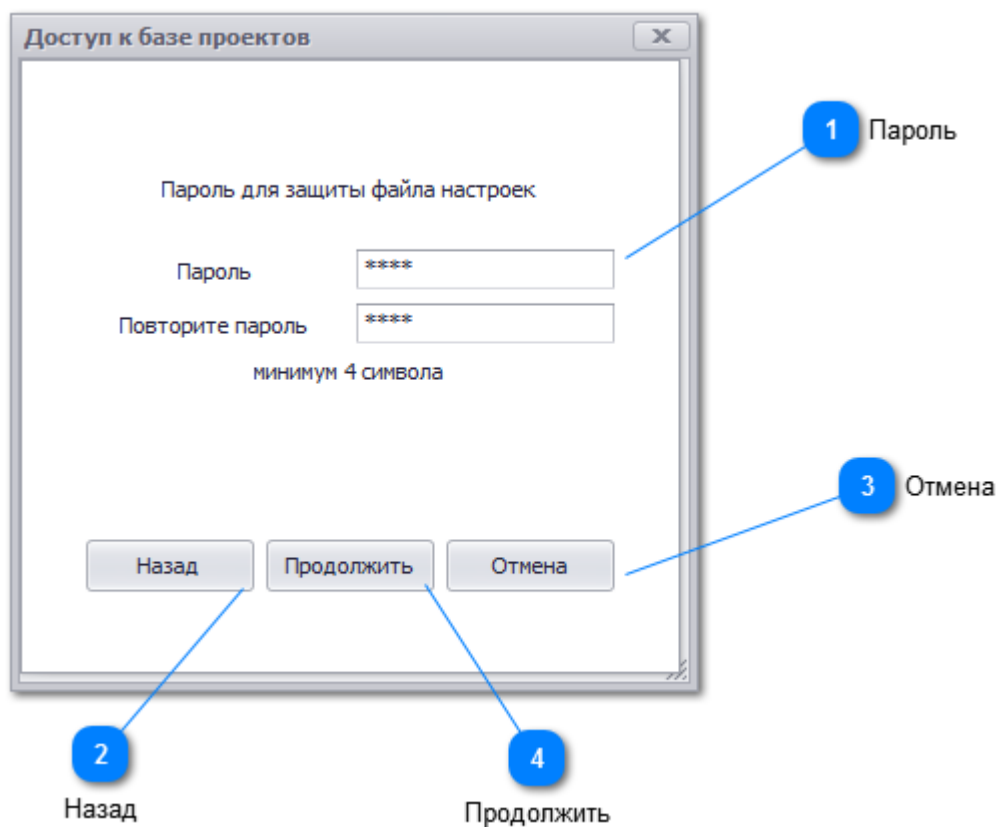 Доступ к базе проектов
1 Пароль
Пароль для защиты файла настроек
Пароль ****
Повторите пароль ****
минимум 4 символа
3 Отмена
Назад Продолжить Отмена
2
Назад
4
Продолжить